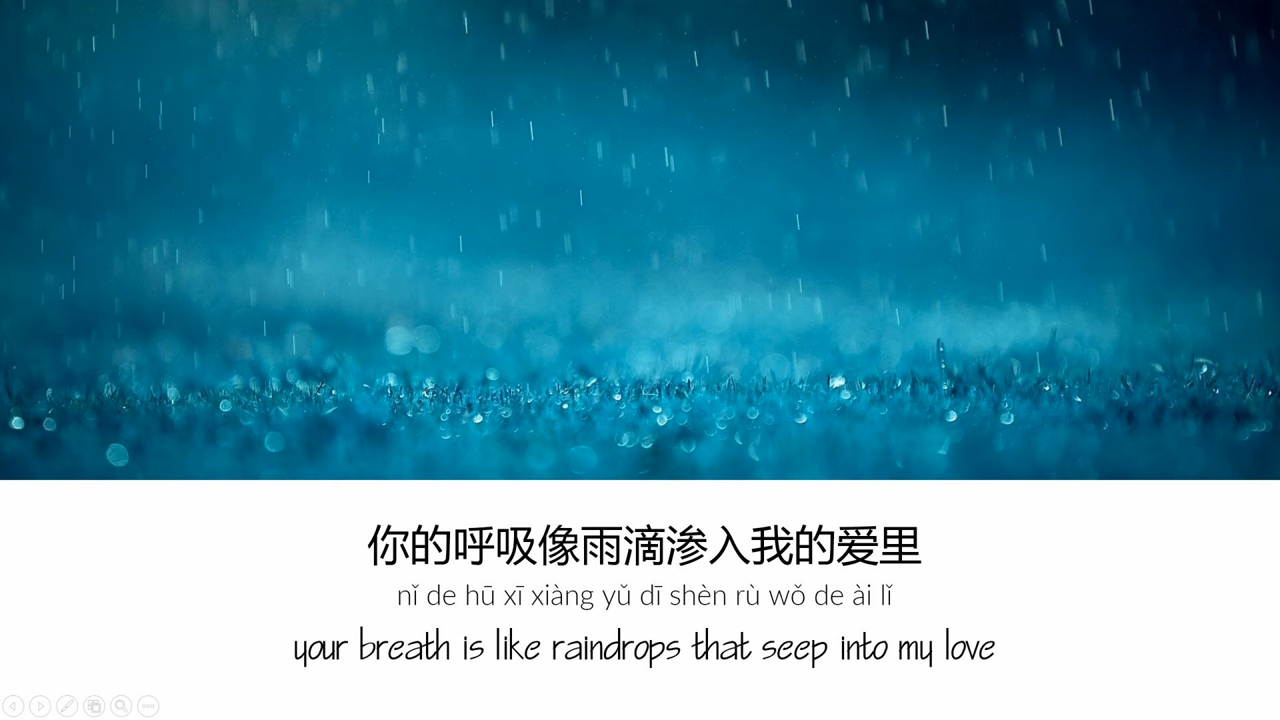 你的呼吸像雨滴渗入我的爱里
nǐ de hū xī xiàng yǔ dī shèn rù wǒ de ài lǐ
your breath is like raindrops that seep into my love